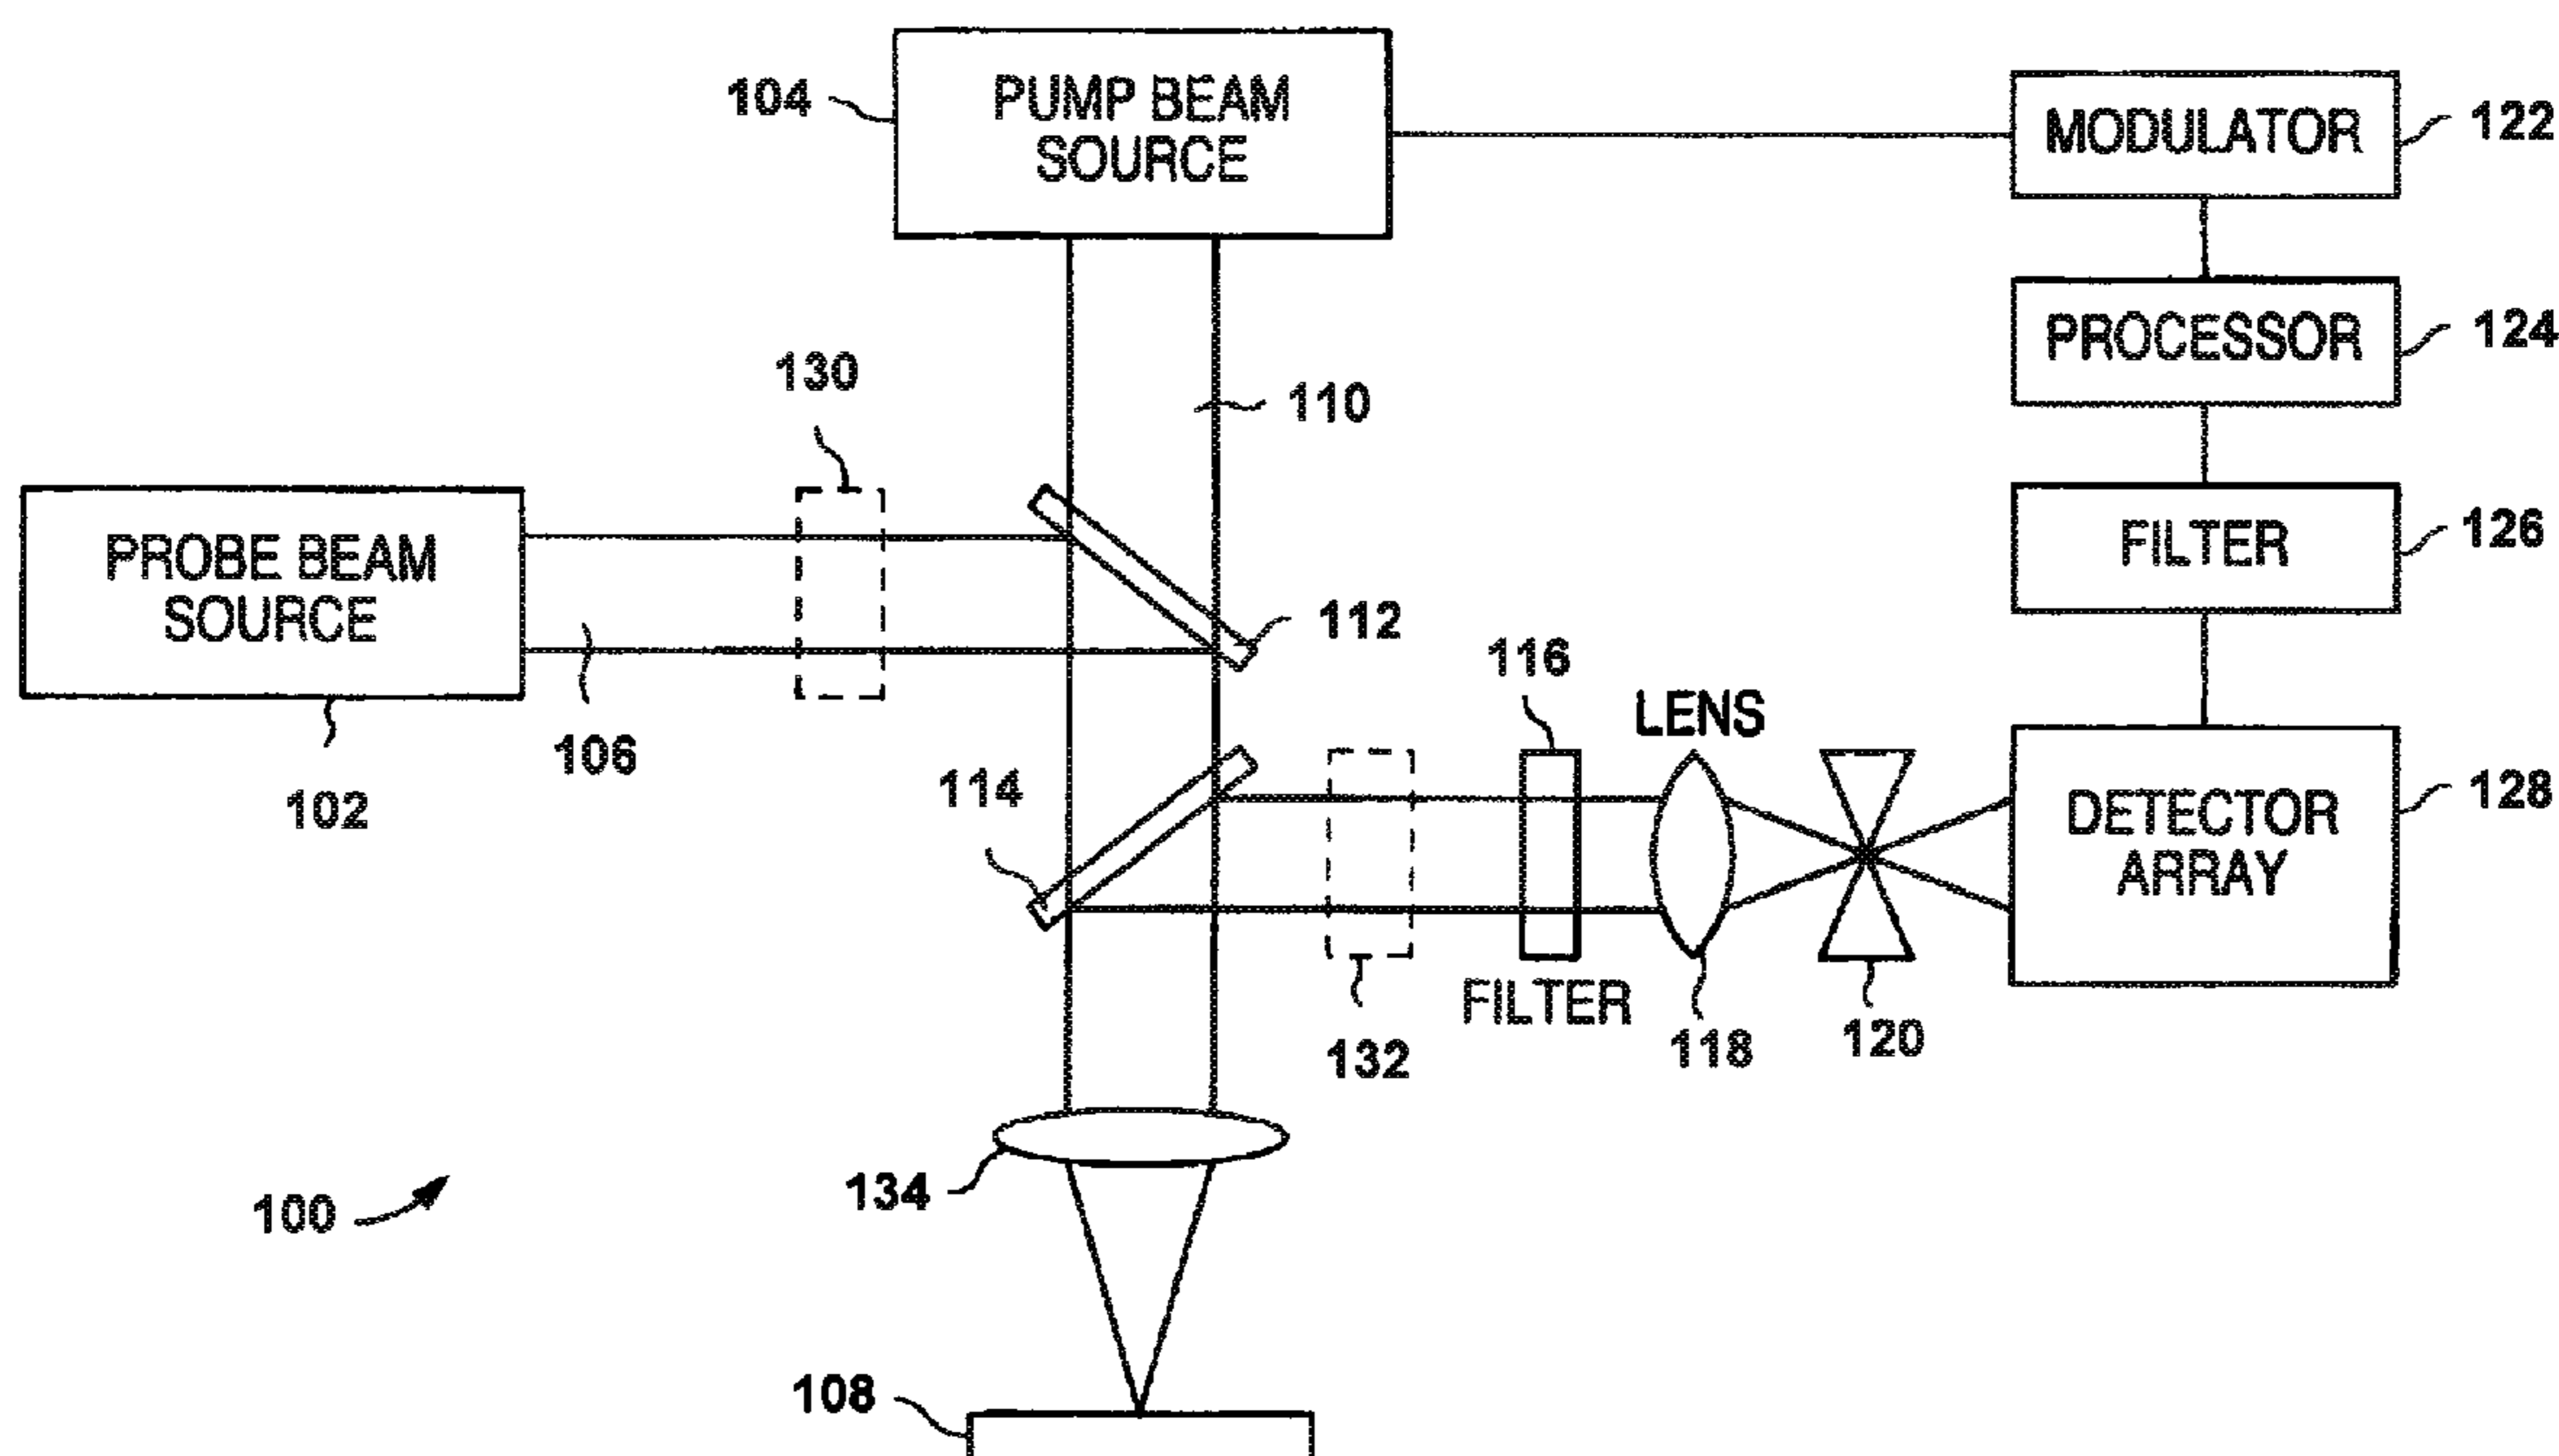 104
PUMP BEAM
SOURCE
MODULATOR
122
130
110
PROCESSOR
124
PROBE BEAM
SOURCE
106
102
112
FILTER
126
116
LENS
114
DETECTOR
ARRAY
128
132
FILTER
118
120
134
100
108